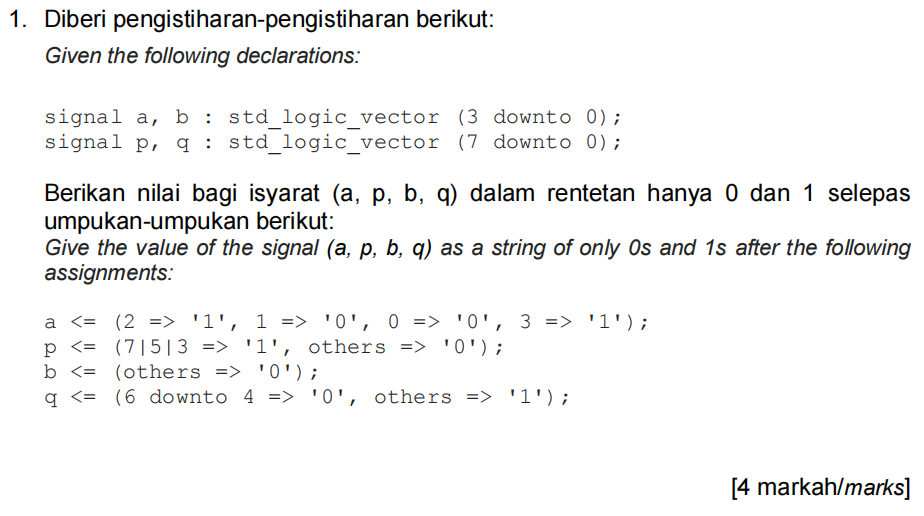 1. Diberi pengistiharan-pengistiharan berikut:
Given the following declarations:
signal a, b : std_logic_vector (3 downto 0);
signal p, q : std_logic_vector (7 downto 0);
Berikan nilai bagi isyarat (a, p, b, q) dalam rentetan hanya 0 dan 1 selepas
umpukan-umpukan berikut:
Give the value of the signal (a, p, b, q) as a string of only 0s and 1s after the following
assignments:
a <= (2 => '1', 1 => '0', 0 => '0', 3 => '1');
p <= (7|5|3 => '1', others => '0');
b <= (others => '0');
q <= (6 downto 4 => '0', others => '1');
[4 markah/marks]